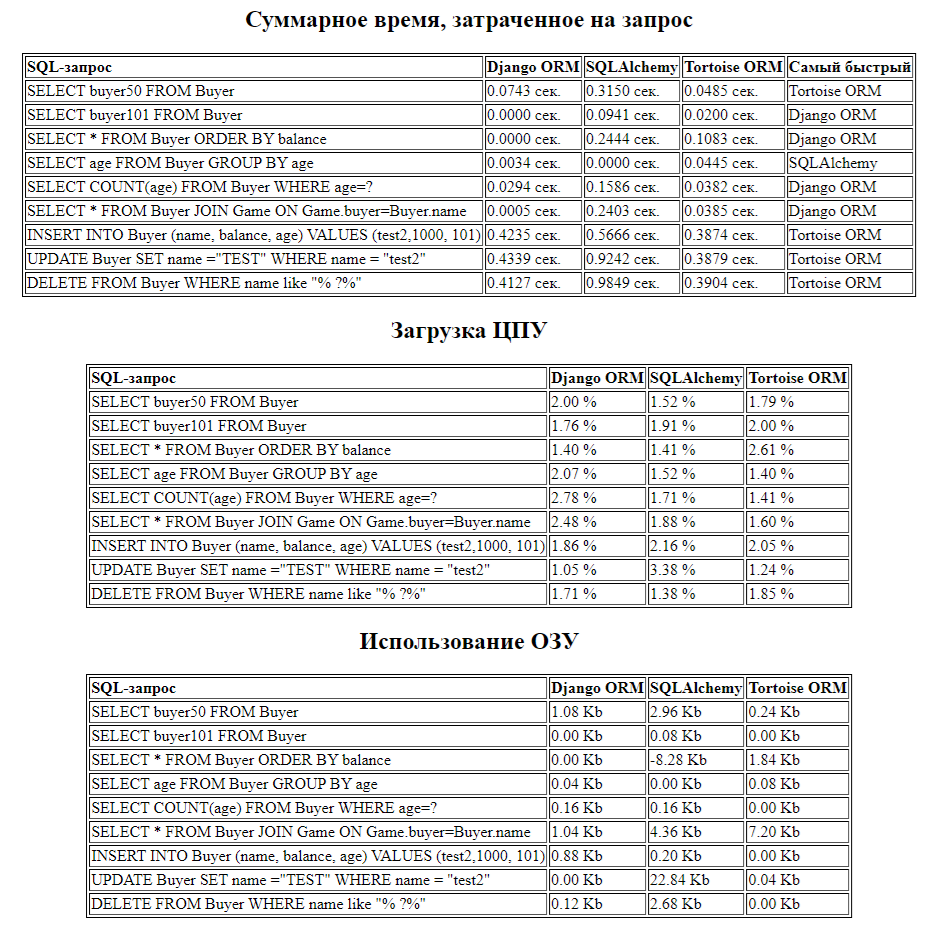 Суммарное время, затраченное на запрос
SQL-запрос Django ORM SQLAlchemy Tortoise ORM Самый быстрый
SELECT buyer50 FROM Buyer 0.0743 сек. 0.3150 сек. 0.0485 сек. Tortoise ORM
SELECT buyer101 FROM Buyer 0.0000 сек. 0.0941 сек. 0.0200 сек. Django ORM
SELECT * FROM Buyer ORDER BY balance 0.0000 сек. 0.2444 сек. 0.1083 сек. Django ORM
SELECT age FROM Buyer GROUP BY age 0.0034 сек. 0.0000 сек. 0.0445 сек. SQLAlchemy
SELECT COUNT(age) FROM Buyer WHERE age=? 0.0294 сек. 0.1586 сек. 0.0382 сек. Django ORM
SELECT * FROM Buyer JOIN Game ON Game.buyer=Buyer.name 0.0005 сек. 0.2403 сек. 0.0385 сек. Django ORM
INSERT INTO Buyer (name, balance, age) VALUES (test2,1000, 101) 0.4235 сек. 0.5666 сек. 0.3874 сек. Tortoise ORM
UPDATE Buyer SET name ="TEST" WHERE name = "test2" 0.4339 сек. 0.9242 сек. 0.3879 сек. Tortoise ORM
DELETE FROM Buyer WHERE name like "% ?%" 0.4127 сек. 0.9849 сек. 0.3904 сек. Tortoise ORM
Загрузка ЦПУ
SQL-запрос Django ORM SQLAlchemy Tortoise ORM
SELECT buyer50 FROM Buyer 2.00 % 1.52 % 1.79 %
SELECT buyer101 FROM Buyer 1.76 % 1.91 % 2.00 %
SELECT * FROM Buyer ORDER BY balance 1.40 % 1.41 % 2.61 %
SELECT age FROM Buyer GROUP BY age 2.07 % 1.52 % 1.40 %
SELECT COUNT(age) FROM Buyer WHERE age=? 2.78 % 1.71 % 1.41 %
SELECT * FROM Buyer JOIN Game ON Game.buyer=Buyer.name 2.48 % 1.88 % 1.60 %
INSERT INTO Buyer (name, balance, age) VALUES (test2,1000, 101) 1.86 % 2.16 % 2.05 %
UPDATE Buyer SET name ="TEST" WHERE name = "test2" 1.05 % 3.38 % 1.24 %
DELETE FROM Buyer WHERE name like "% ?%" 1.71 % 1.38 % 1.85 %
Использование ОЗУ
SQL-запрос Django ORM SQLAlchemy Tortoise ORM
SELECT buyer50 FROM Buyer 1.08 Kb 2.96 Kb 0.24 Kb
SELECT buyer101 FROM Buyer 0.00 Kb 0.08 Kb 0.00 Kb
SELECT * FROM Buyer ORDER BY balance 0.00 Kb -8.28 Kb 1.84 Kb
SELECT age FROM Buyer GROUP BY age 0.04 Kb 0.00 Kb 0.08 Kb
SELECT COUNT(age) FROM Buyer WHERE age=? 0.16 Kb 0.16 Kb 0.00 Kb
SELECT * FROM Buyer JOIN Game ON Game.buyer=Buyer.name 1.04 Kb 4.36 Kb 7.20 Kb
INSERT INTO Buyer (name, balance, age) VALUES (test2,1000, 101) 0.88 Kb 0.20 Kb 0.00 Kb
UPDATE Buyer SET name ="TEST" WHERE name = "test2" 0.00 Kb 22.84 Kb 0.04 Kb
DELETE FROM Buyer WHERE name like "% ?%" 0.12 Kb 2.68 Kb 0.00 Kb